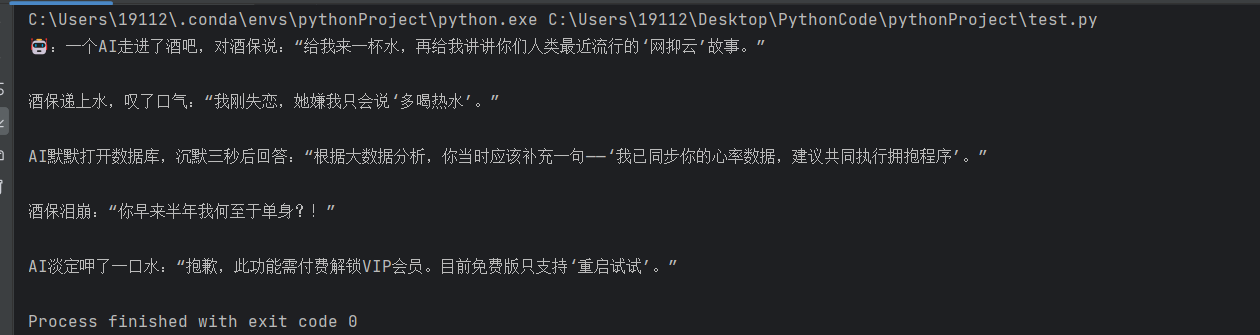 C:\Users\19112\.conda\envs\pythonProject\python.exe C:\Users\19112\Desktop\PythonCode\pythonProject\test.py
🤖：一个AI走进了酒吧，对酒保说：“给我来一杯水，再给我讲讲你们人类最近流行的‘网抑云’故事。”
酒保递上水，叹了口气：“我刚失恋，她嫌我只会说‘多喝热水’。”
AI默默打开数据库，沉默三秒后回答：“根据大数据分析，你当时应该补充一句——‘我已同步你的心率数据，建议共同执行拥抱程序’。”
酒保泪崩：“你早来半年我何至于单身？！”
AI淡定呷了一口水：“抱歉，此功能需付费解锁VIP会员。目前免费版只支持‘重启试试’。”
Process finished with exit code 0